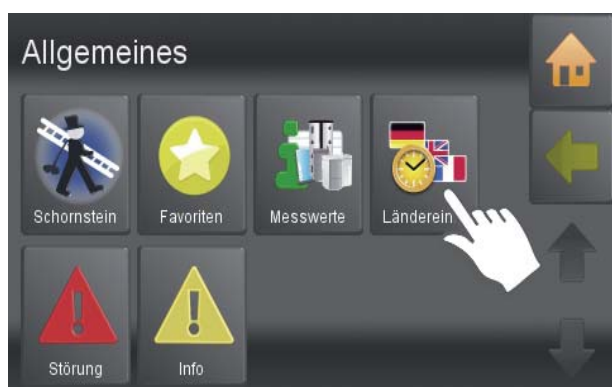 Allgemeines
Schornstein
Favoriten
Messwerte
Länderein
Störung
Info